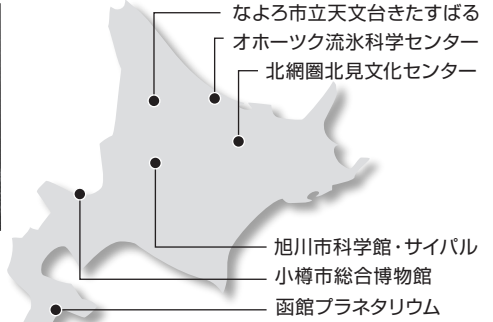 なよろ市立天文台きたすばる
オホーツク流氷科学センター
北網圏北見文化センター
旭川市科学館・サイパル
小樽市総合博物館
函館プラネタリウム